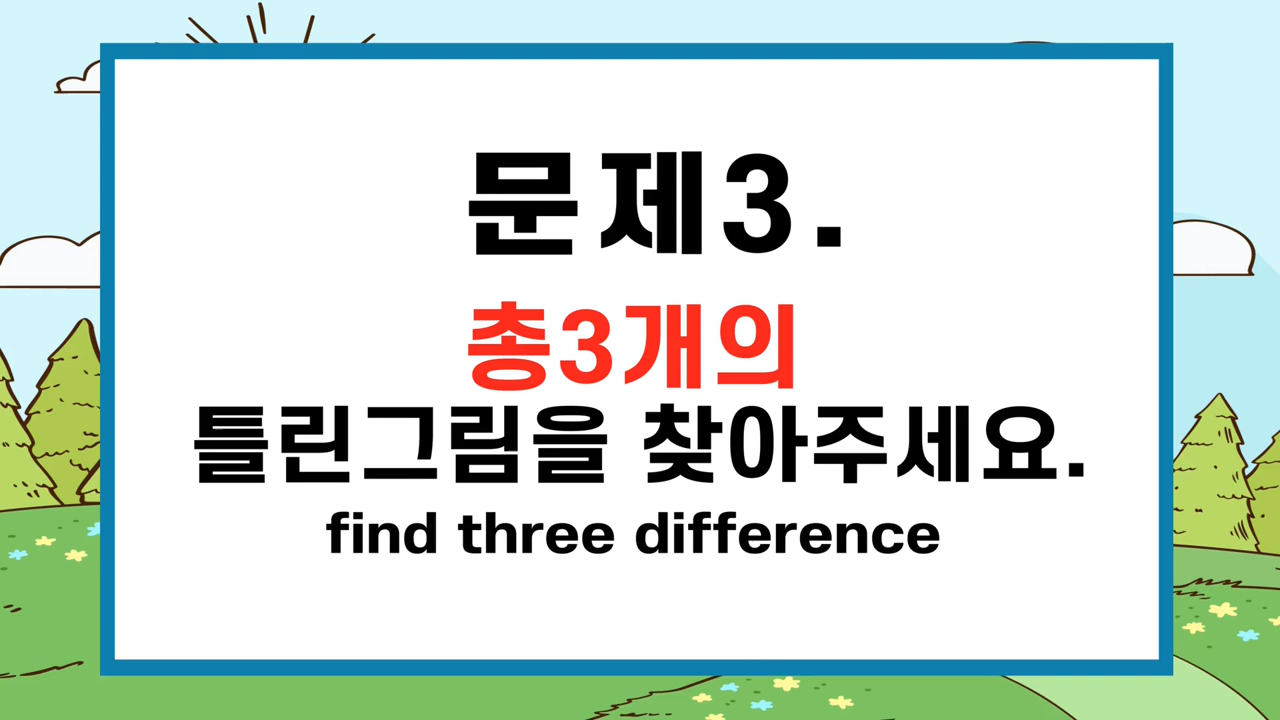 문제3.
총3개의
틀린그림을 찾아주세요.
find three difference